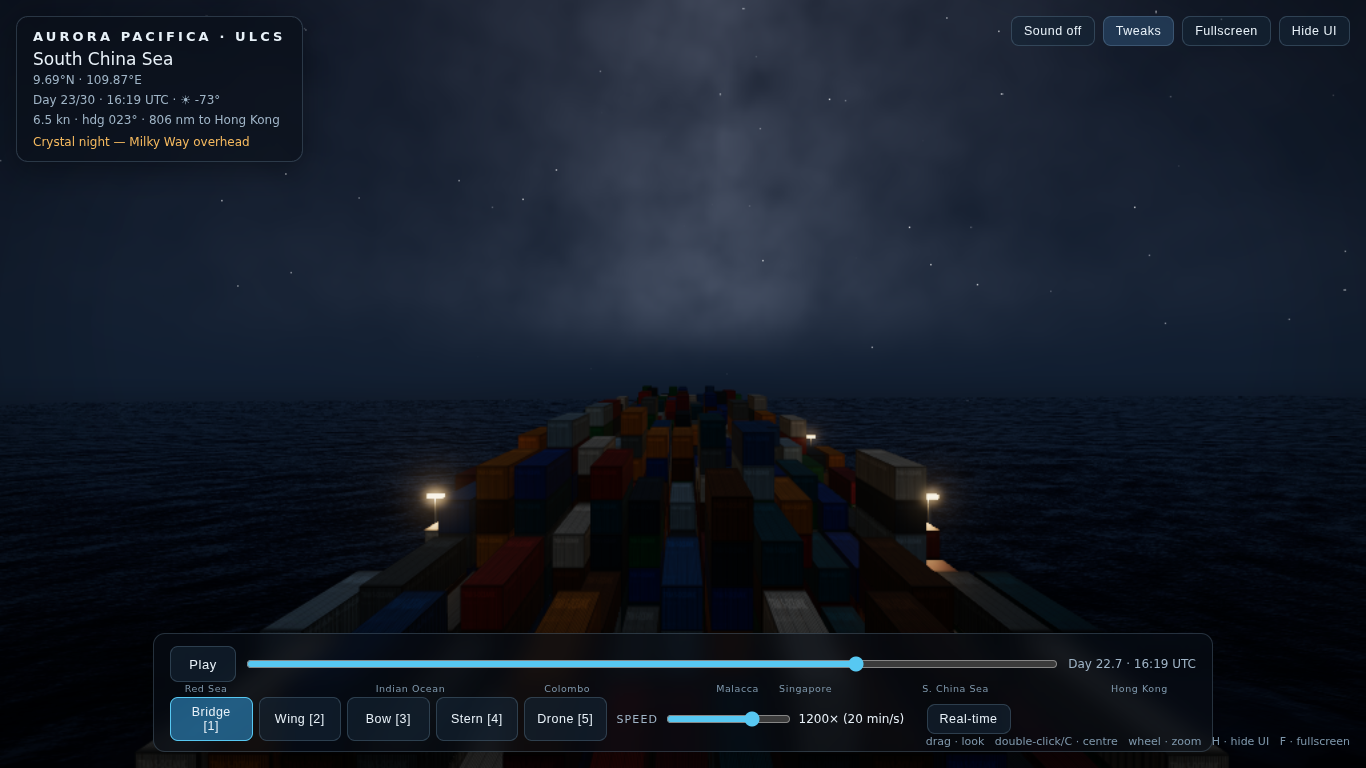 AURORA PACIFICA · ULCS
South China Sea
9.69°N · 109.87°E
Day 23/30 · 16:19 UTC · ☀ -73°
6.5 kn · hdg 023° · 806 nm to Hong Kong
Crystal night — Milky Way overhead
Sound off Tweaks Fullscreen Hide UI
Play Day 22.7 · 16:19 UTC
Red Sea Indian Ocean Colombo Malacca Singapore S. China Sea Hong Kong
Bridge [1] Wing [2] Bow [3] Stern [4] Drone [5] SPEED 1200× (20 min/s) Real-time
drag · look double-click/C · centre wheel · zoom H · hide UI F · fullscreen